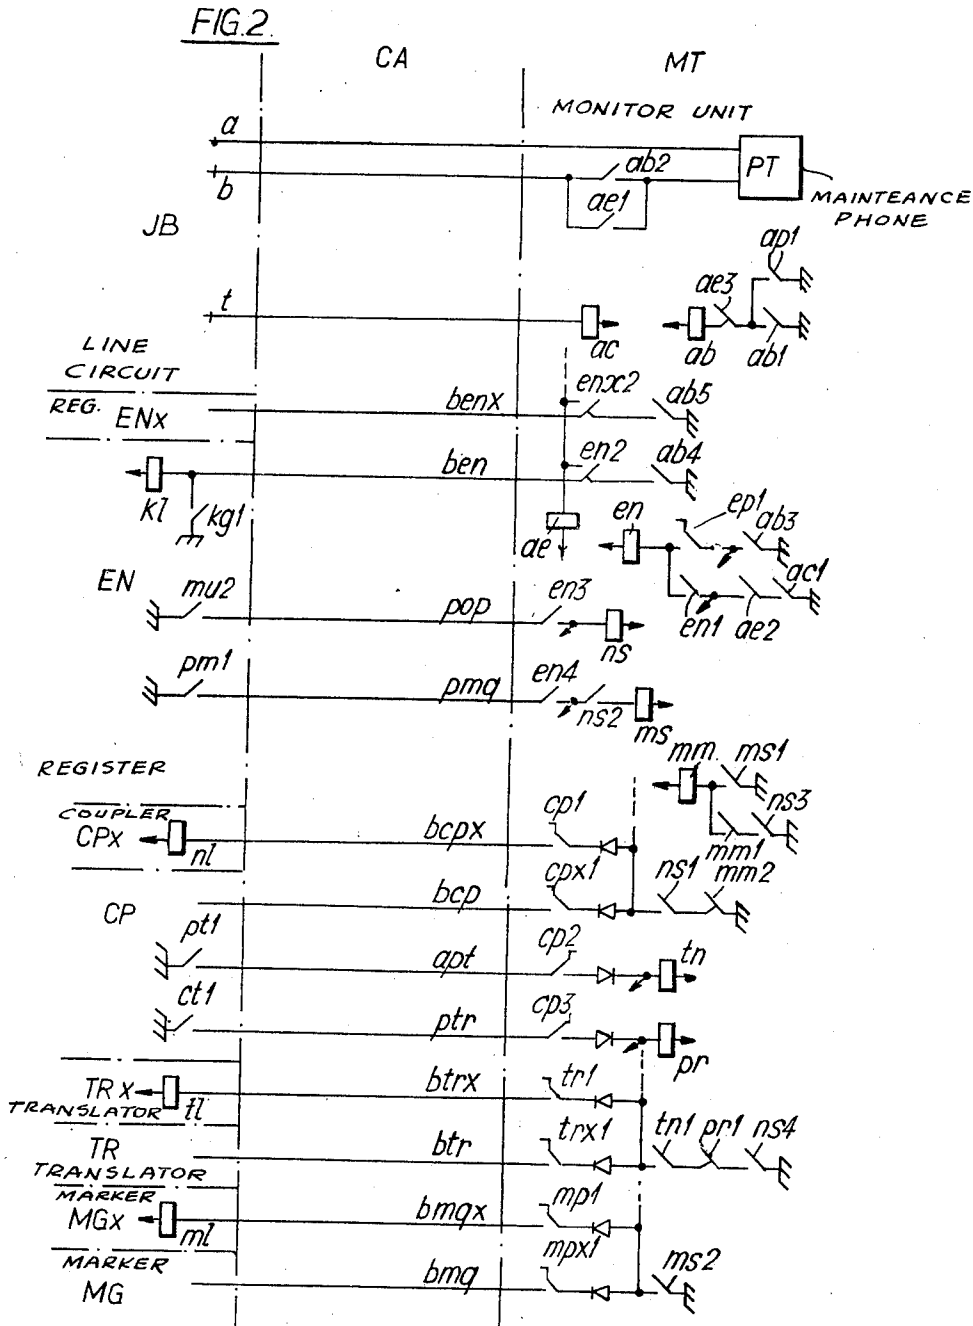 FIG.2.
CA
MT
MONITOR UNIT
a
b
ab2
ae1
PT
MAINTEANCE
PHONE
JB
ap1
t
ac
ae3
ab
ab1
LINE
CIRCUIT
REG.
ENx
benx
enx2
ab5
ben
en2
ab4
kl
kg1
ae
en
ep1
ab3
ac1
en1
ae2
EN
mu2
pop
en3
ns
pm1
pmq
en4
ns2
ms
REGISTER
mm
ms1
ns3
mm1
COUPLER
CPx
nl
bcpx
cp1
cpx1
ns1
mm2
CP
bcp
pt1
apt
cp2
tn
ct1
ptr
cp3
pr
TRx
TRANSLATOR
tl
btrx
tr1
TR
TRANSLATOR
btr
trx1
tn1
pr1
ns4
MARKER
MGx
ml
bmqx
mp1
mpx1
MARKER
MG
bmq
ms2